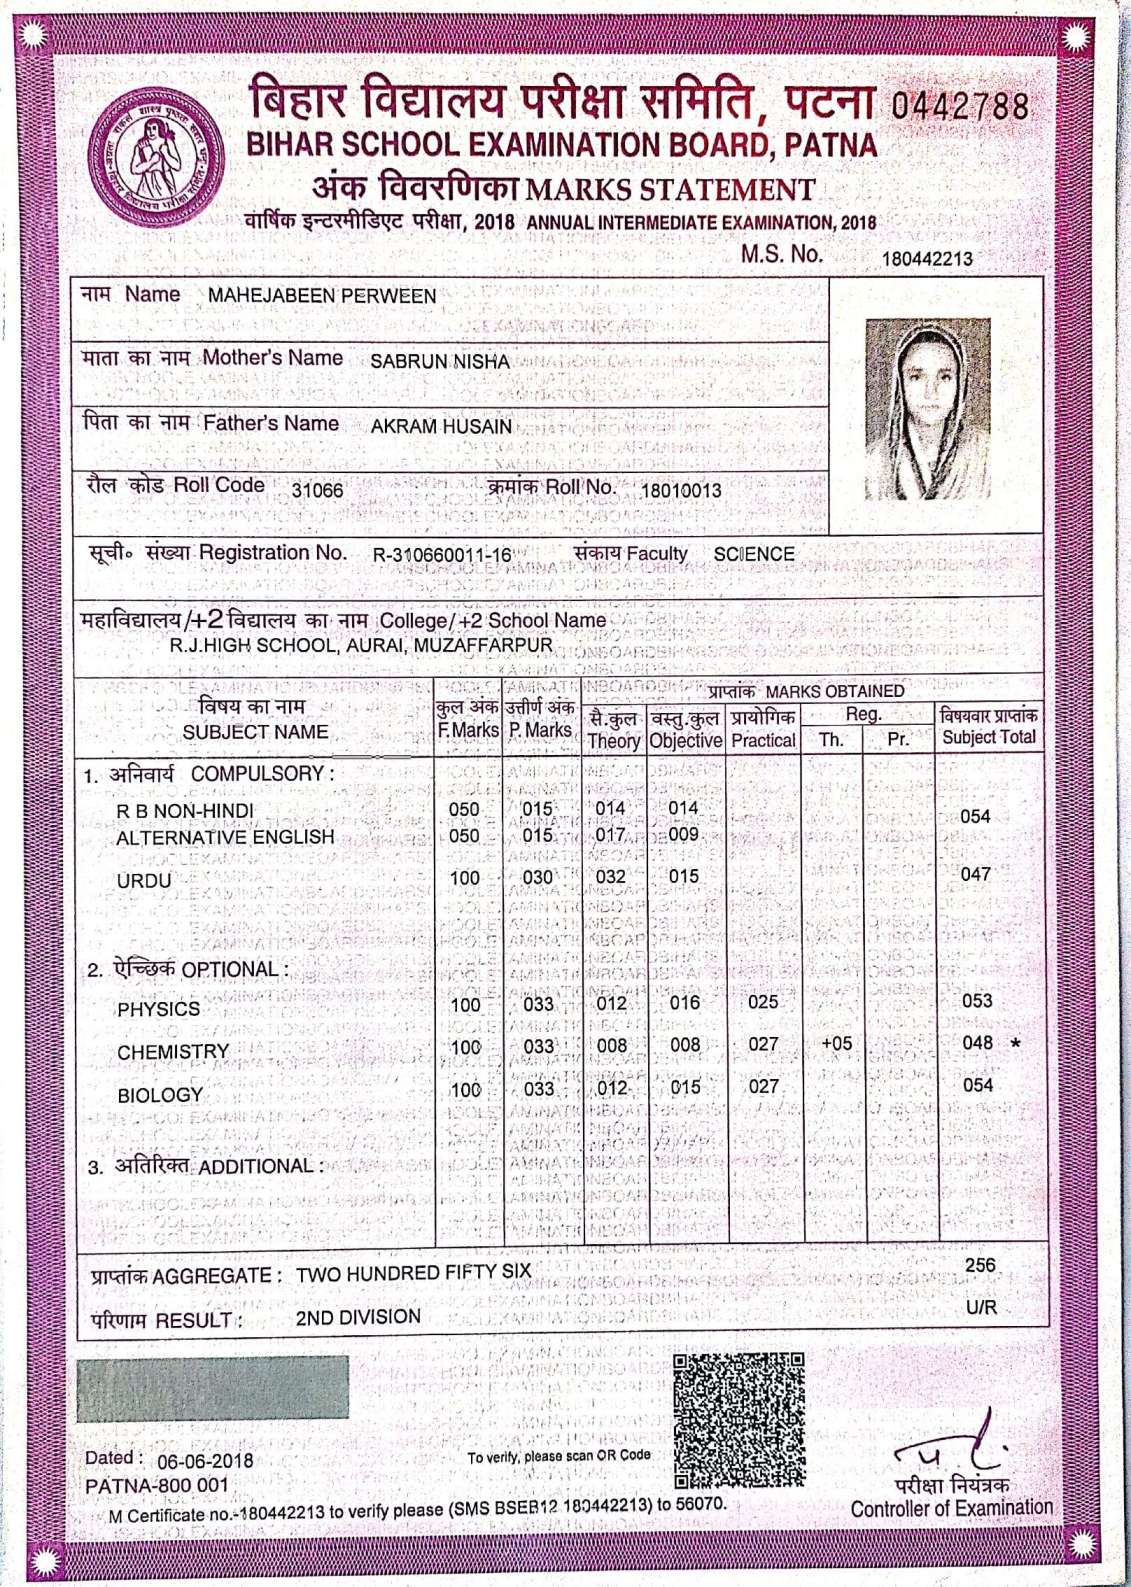 बिहार विद्यालय परीक्षा समिति, पटना 0442788
BIHAR SCHOOL EXAMINATION BOARD, PATNA
अंक विवरणिका MARKS STATEMENT
वार्षिक इन्टरमीडिएट परीक्षा, 2018 ANNUAL INTERMEDIATE EXAMINATION, 2018
M.S. No. 180442213
नाम Name MAHEJABEEN PERWEEN
माता का नाम Mother's Name SABRUN NISHA
पिता का नाम Father's Name AKRAM HUSAIN
रौल कोड Roll Code 31066 क्रमांक Roll No. 18010013
सूची० संख्या Registration No. R-310660011-16 संकाय Faculty SCIENCE
महाविद्यालय/+2 विद्यालय का नाम College/+2 School Name
R.J.HIGH SCHOOL, AURAI, MUZAFFARPUR
विषय का नाम कुल अंक उत्तीर्ण अंक प्राप्तांक MARKS OBTAINED
SUBJECT NAME F.Marks P. Marks सै.कुल वस्तु.कुल प्रायोगिक Reg. विषयवार प्राप्तांक
Theory Objective Practical Th. Pr. Subject Total
1. अनिवार्य COMPULSORY :
R B NON-HINDI 050 015 014 014 054
ALTERNATIVE ENGLISH 050 015 017 009
URDU 100 030 032 015 047
2. ऐच्छिक OPTIONAL :
PHYSICS 100 033 012 016 025 053
CHEMISTRY 100 033 008 008 027 +05 048 *
BIOLOGY 100 033 012 015 027 054
3. अतिरिक्त ADDITIONAL :
प्राप्तांक AGGREGATE : TWO HUNDRED FIFTY SIX 256
परिणाम RESULT : 2ND DIVISION U/R
Dated : 06-06-2018 To verify, please scan QR Code
PATNA-800 001 परीक्षा नियंत्रक
M Certificate no.-180442213 to verify please (SMS BSEB12 180442213) to 56070. Controller of Examination